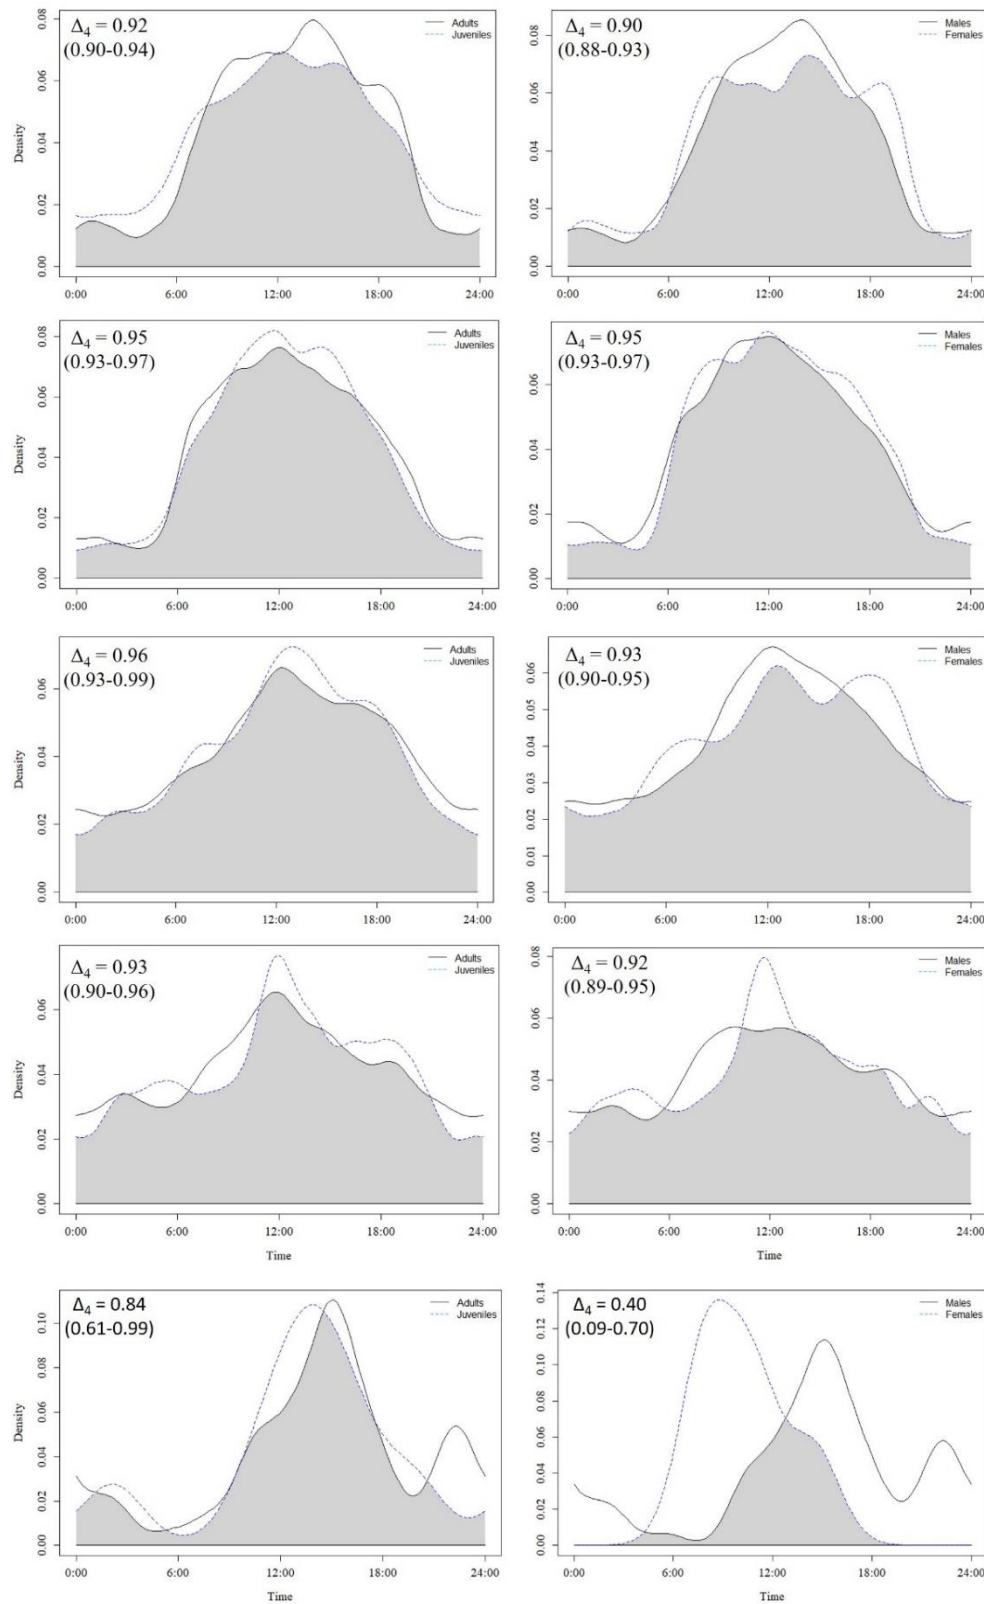 Δ4 = 0.92
(0.90-0.94)
Adults
Juveniles
Density
0.08
0.06
0.04
0.02
0.00
0:00 6:00 12:00 18:00 24:00
Δ4 = 0.90
(0.88-0.93)
Males
Females
0.08
0.06
0.04
0.02
0.00
0:00 6:00 12:00 18:00 24:00
Δ4 = 0.95
(0.93-0.97)
Adults
Juveniles
Density
0.08
0.06
0.04
0.02
0.00
0:00 6:00 12:00 18:00 24:00
Δ4 = 0.95
(0.93-0.97)
Males
Females
0.06
0.04
0.02
0.00
0:00 6:00 12:00 18:00 24:00
Δ4 = 0.96
(0.93-0.99)
Adults
Juveniles
Density
0.06
0.04
0.02
0.00
0:00 6:00 12:00 18:00 24:00
Δ4 = 0.93
(0.90-0.95)
Males
Females
0.06
0.05
0.04
0.03
0.02
0.01
0.00
0:00 6:00 12:00 18:00 24:00
Δ4 = 0.93
(0.90-0.96)
Adults
Juveniles
Density
0.06
0.04
0.02
0.00
0:00 6:00 12:00 18:00 24:00
Time
Δ4 = 0.92
(0.89-0.95)
Males
Females
0.08
0.06
0.04
0.02
0.00
0:00 6:00 12:00 18:00 24:00
Time
Δ4 = 0.84
(0.61-0.99)
Adults
Juveniles
Density
0.10
0.08
0.06
0.04
0.02
0.00
0:00 6:00 12:00 18:00 24:00
Time
Δ4 = 0.40
(0.09-0.70)
Males
Females
0.14
0.12
0.10
0.08
0.06
0.04
0.02
0.00
0:00 6:00 12:00 18:00 24:00
Time